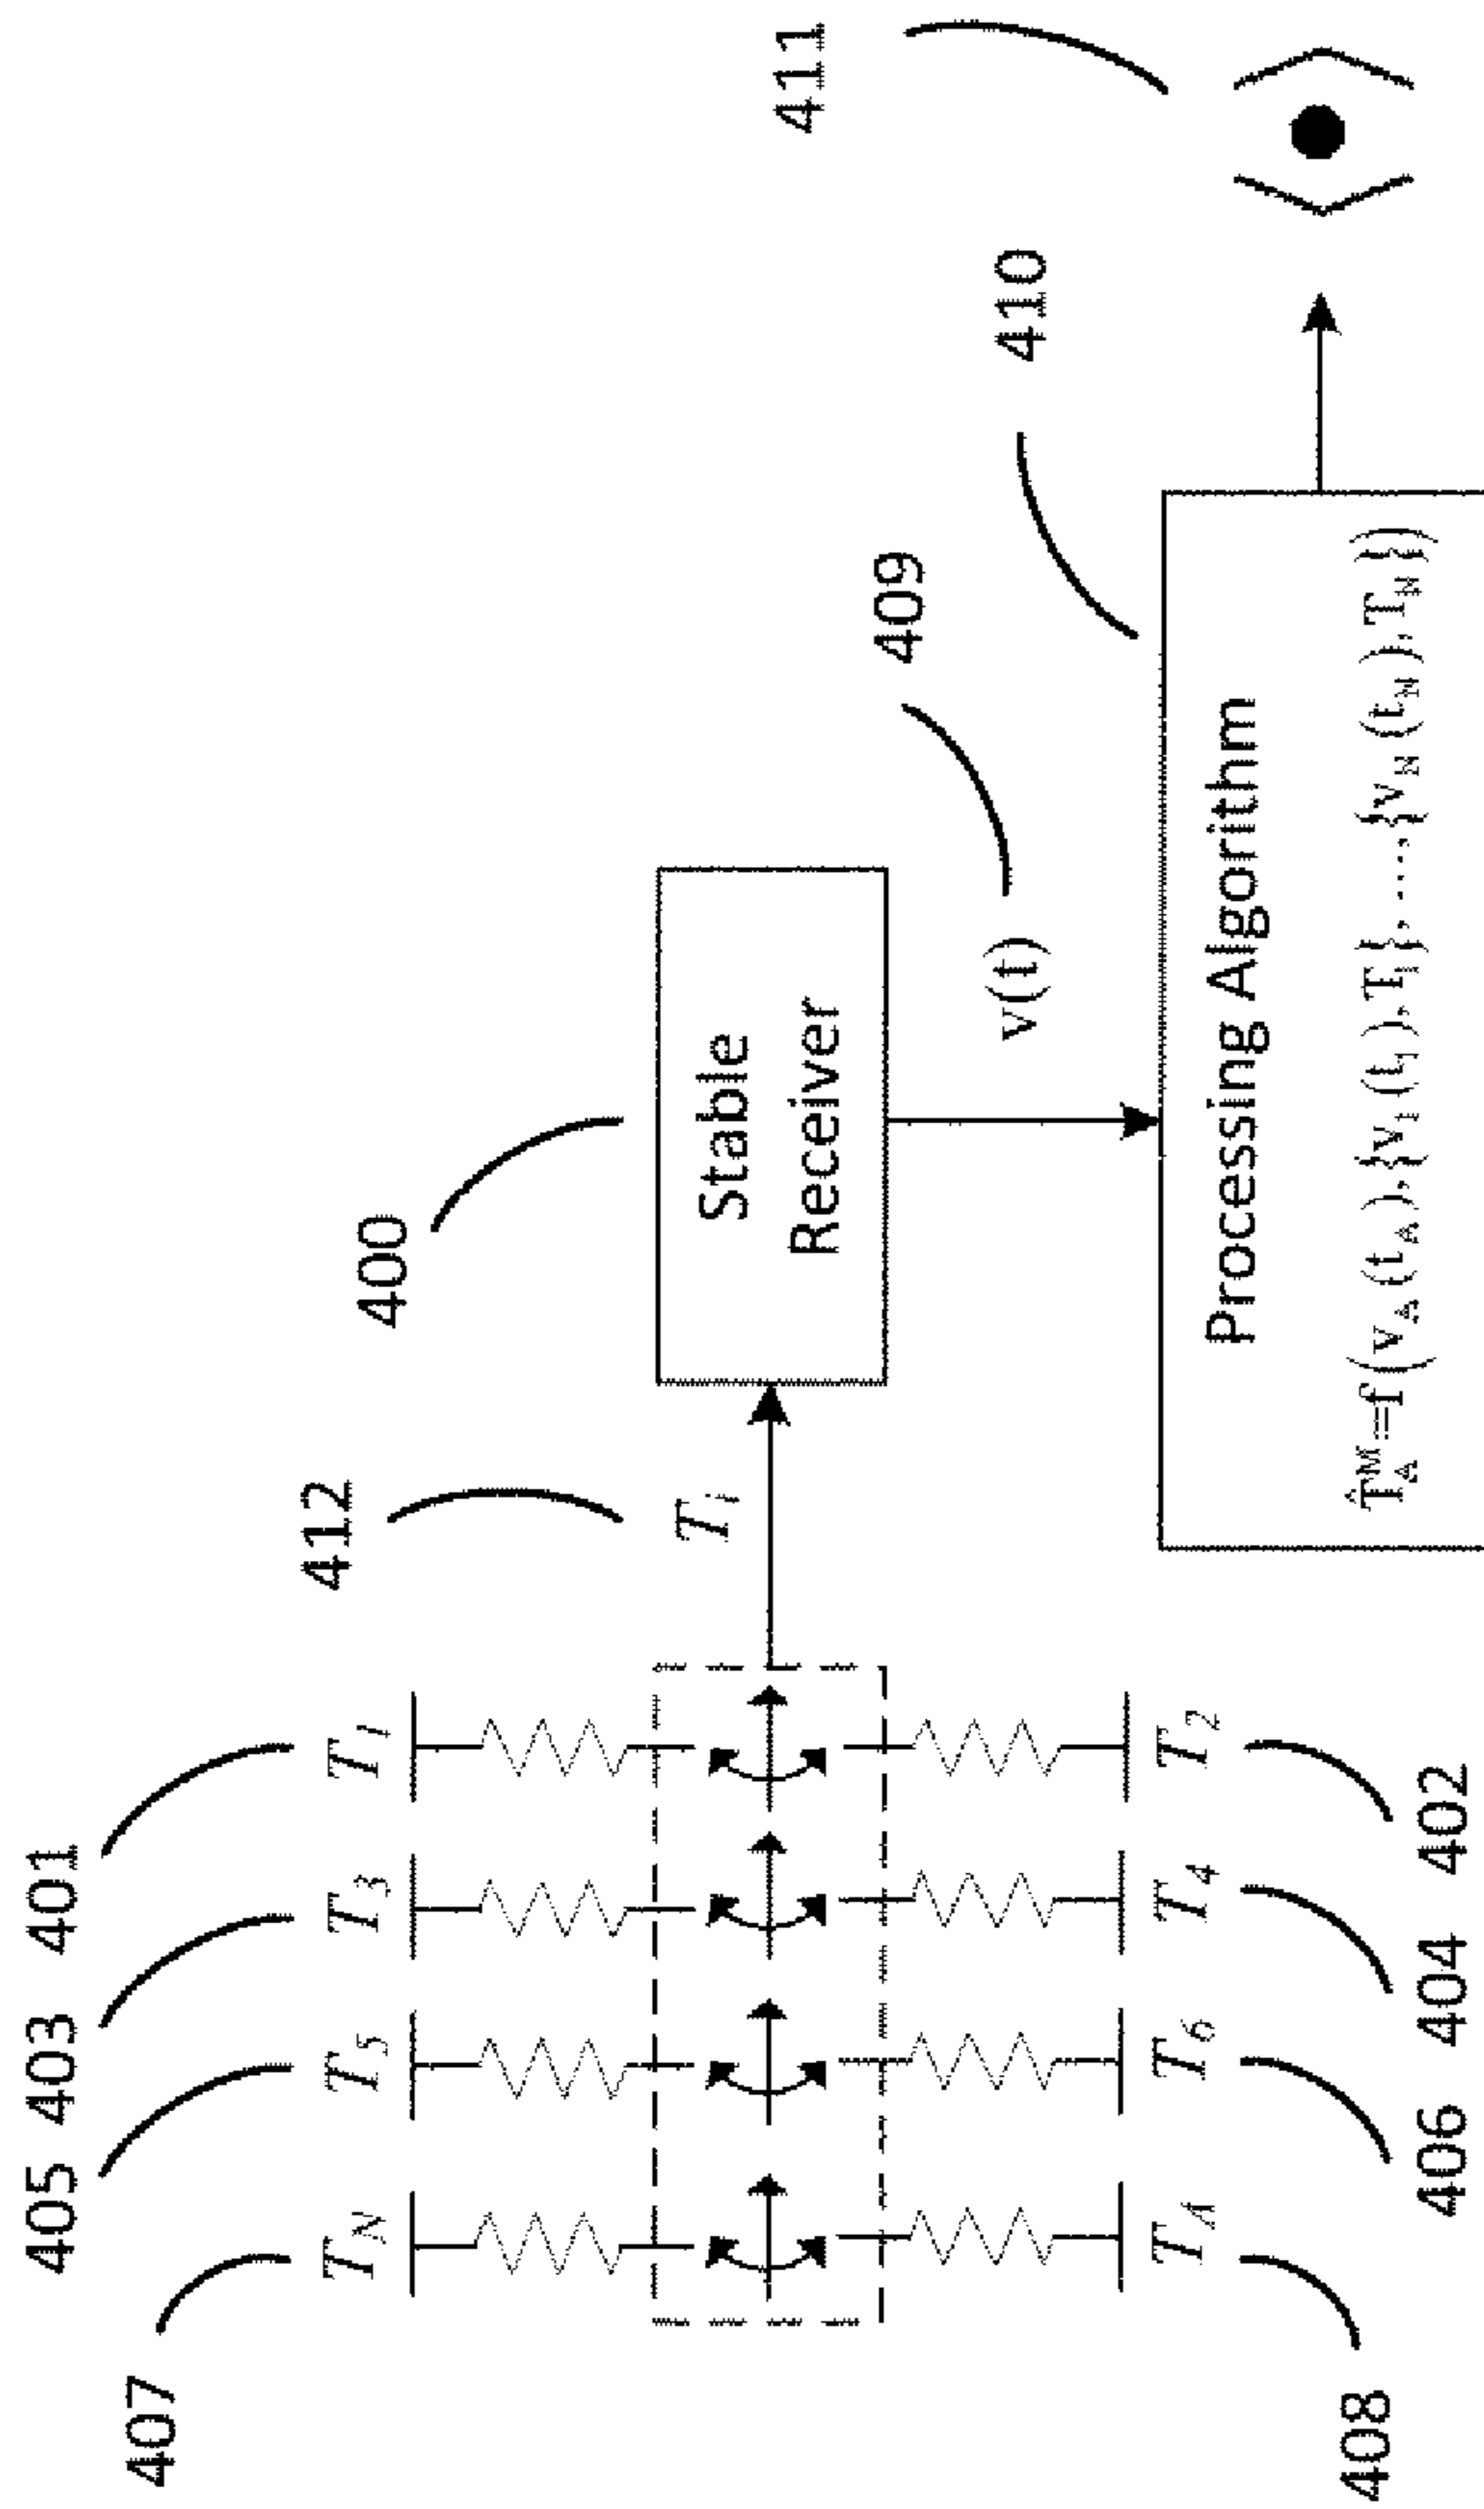 407
405
403
401
412
400
409
410
411
T_N
T_5
T_3
T_1
T_i
Stable
Receiver
v(t)
T_A
T_6
T_4
T_2
408
406
404
402
Processing Algorithm
T̂_A^M=f(v_A(t_A),{v_1(t_1),T_1},...,{v_N(t_N),T_N})